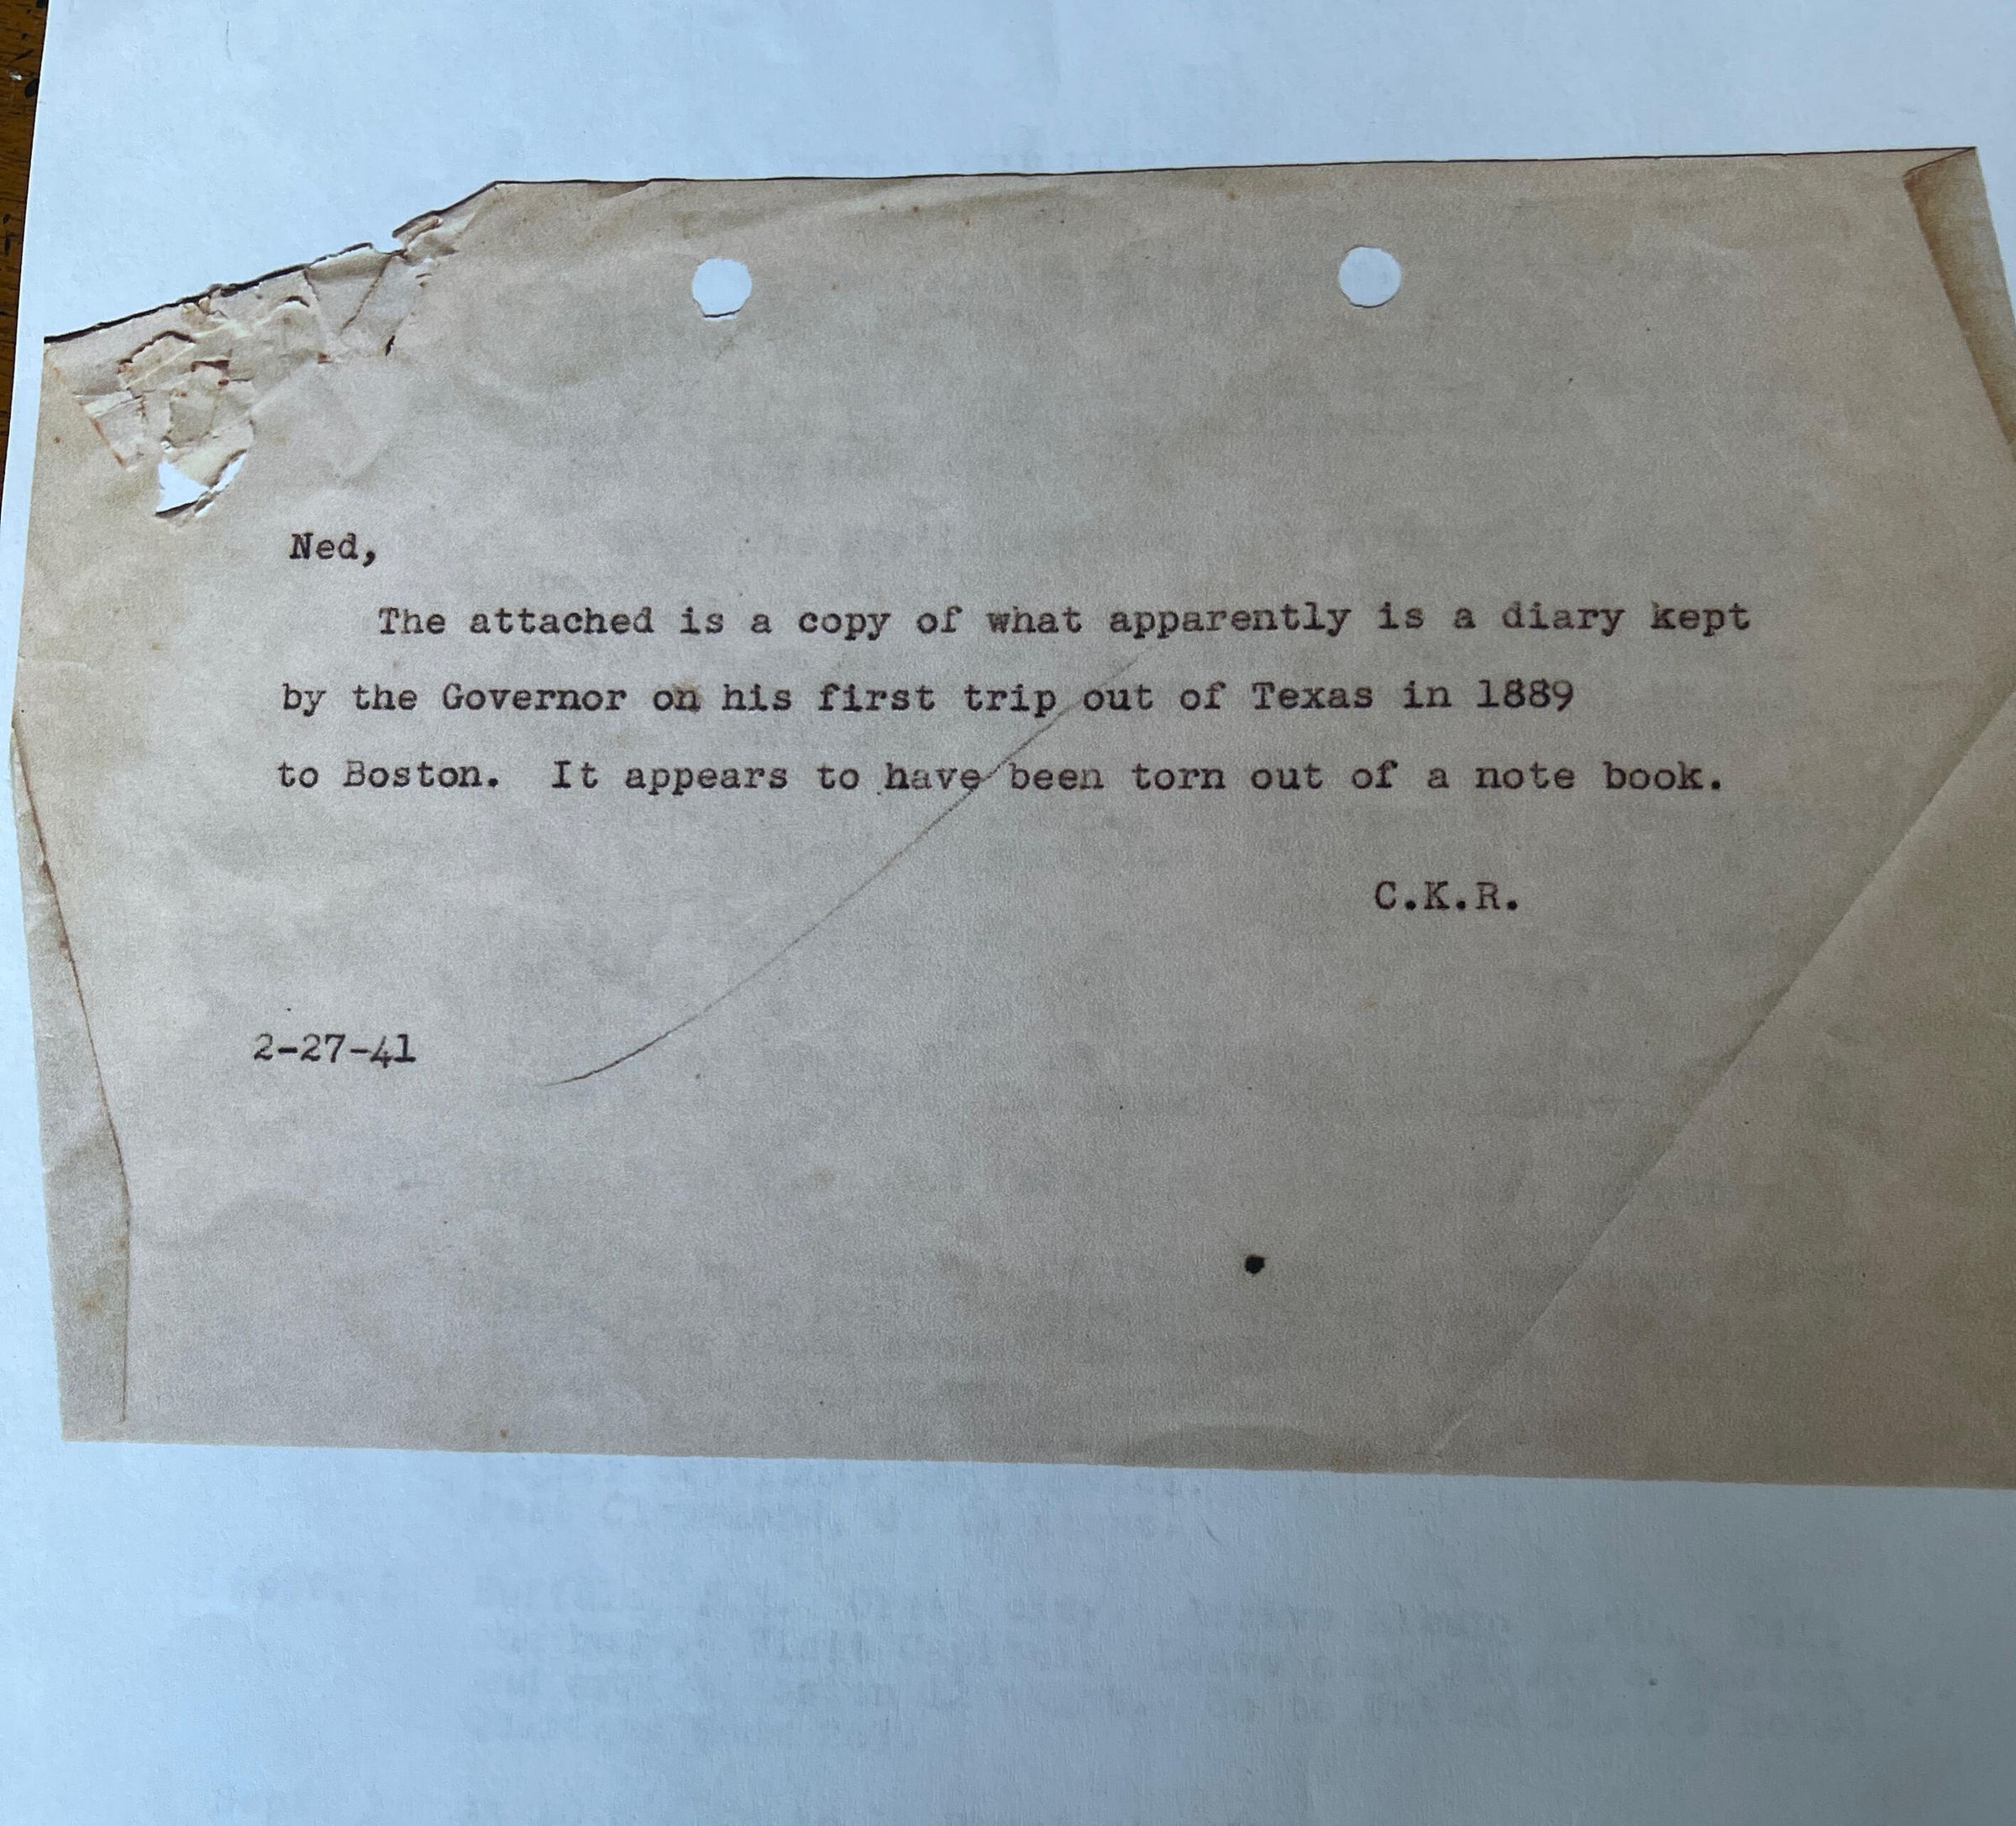 Ned,
The attached is a copy of what apparently is a diary kept
by the Governor on his first trip out of Texas in 1889
to Boston. It appears to have been torn out of a note book.
C.K.R.
2-27-41